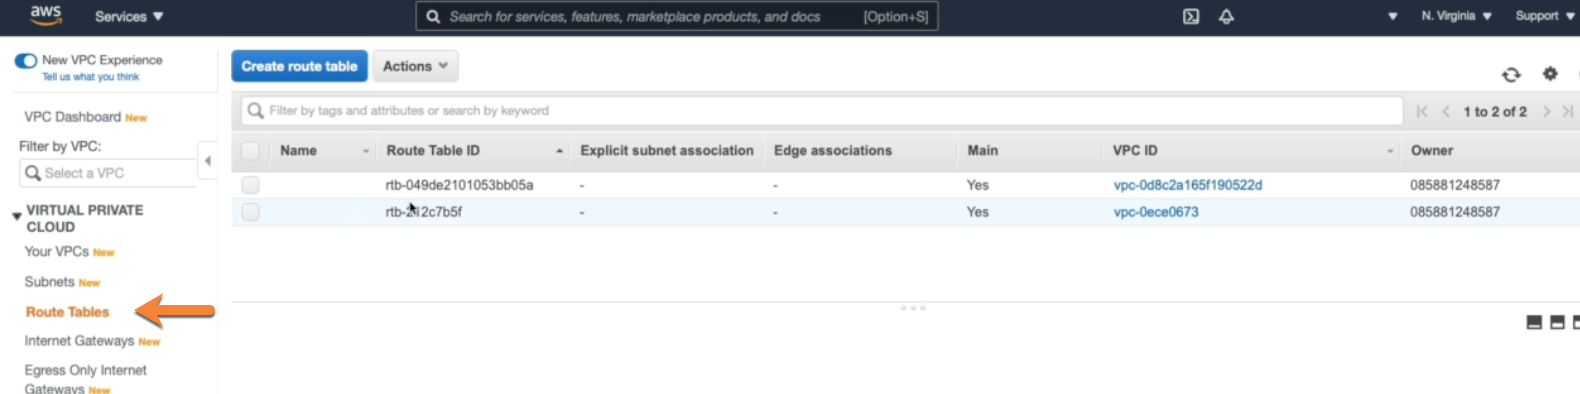 aws Services Search for services, features, marketplace products, and docs [Option+S] N. Virginia Support
New VPC Experience
Tell us what you think
VPC Dashboard New
Filter by VPC:
Select a VPC
VIRTUAL PRIVATE
CLOUD
Your VPCs New
Subnets New
Route Tables
Internet Gateways New
Egress Only Internet
Gateways New
Create route table Actions
Filter by tags and attributes or search by keyword 1 to 2 of 2
Name Route Table ID Explicit subnet association Edge associations Main VPC ID Owner
rtb-049de2101053bb05a - - Yes vpc-0d8c2a165f190522d 085881248587
- - Yes vpc-0ece0673 085881248587